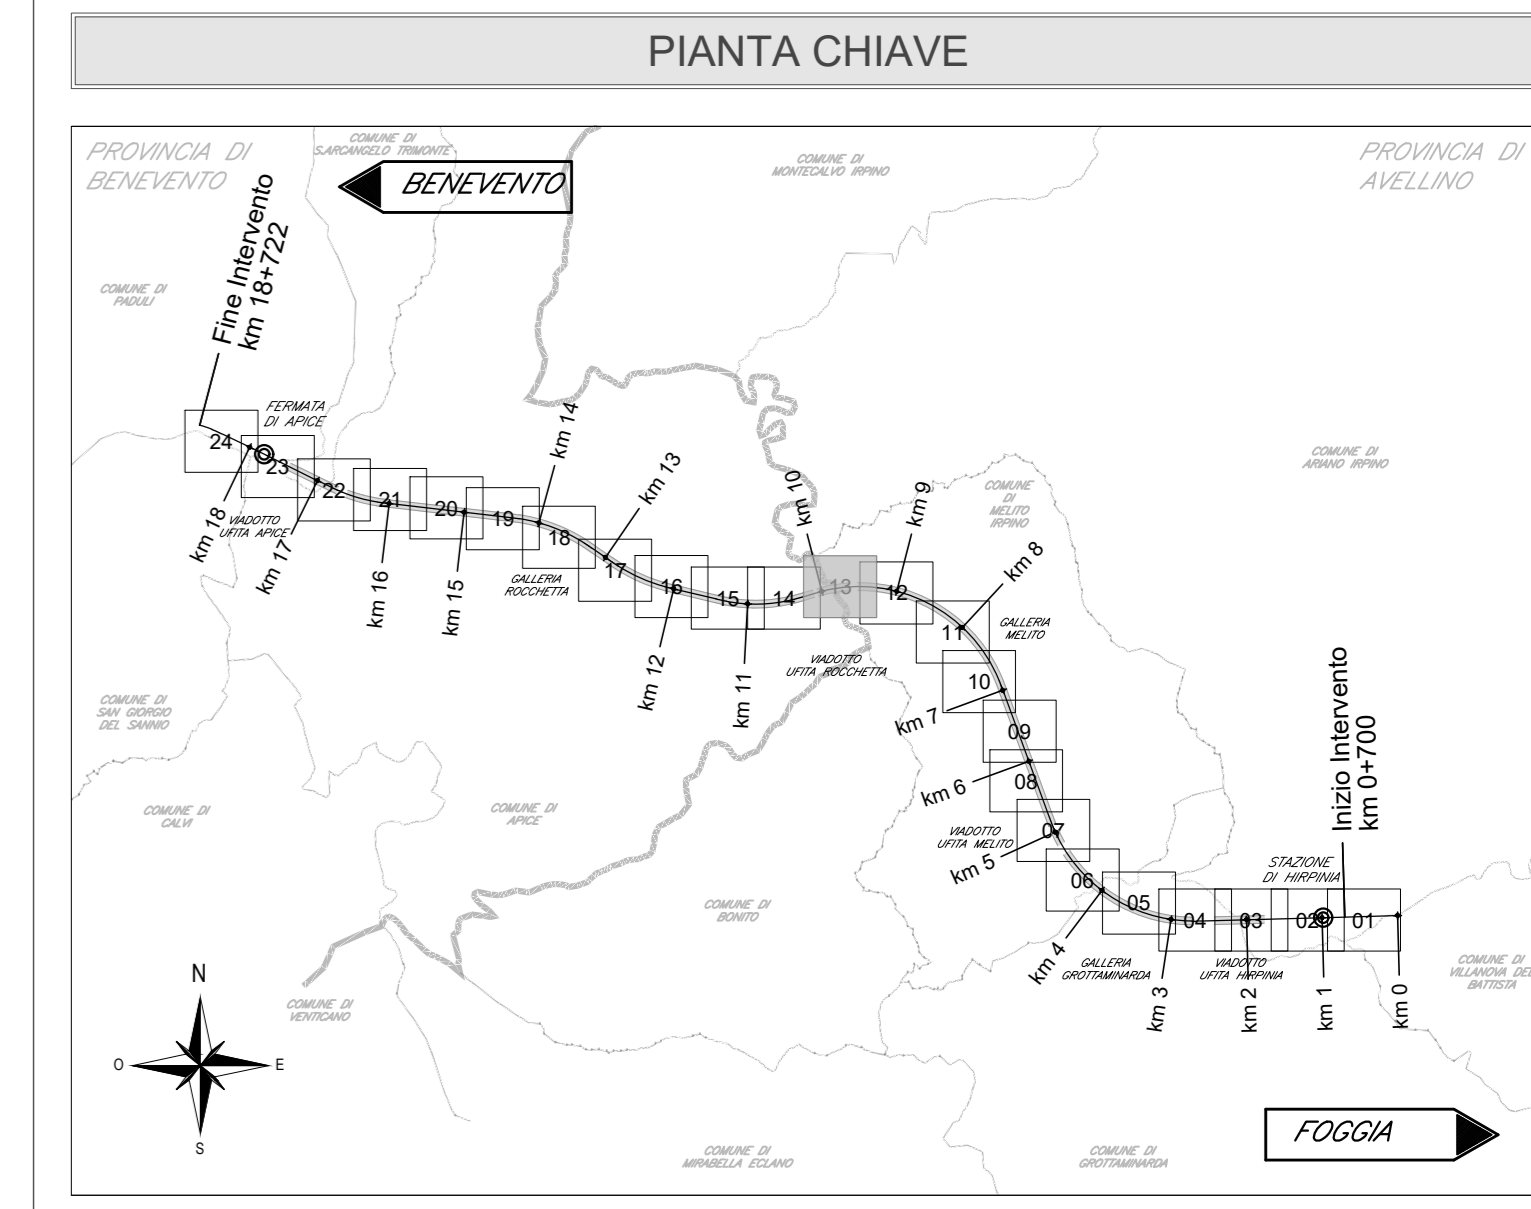 PIANTA CHIAVE
PROVINCIA DI
BENEVENTO
COMUNE DI
S.ARCANGELO TRIMONTE
BENEVENTO
COMUNE DI
MONTECALVO IRPINO
PROVINCIA DI
AVELLINO
Fine Intervento
km 18+722
COMUNE DI
PADULI
FERMATA
DI APICE
COMUNE DI
ARIANO IRPINO
COMUNE
DI
MELITO
IRPINO
24
23
22
21
20
19
18
17
16
15
14
13
12
11
10
09
08
07
06
05
04
03
02
01
km 18
km 17
km 16
km 15
km 14
km 13
km 12
km 11
km 10
km 9
km 8
km 7
km 6
km 5
km 4
km 3
km 2
km 1
km 0
VIADOTTO
UFITA APICE
GALLERIA
ROCCHETTA
VIADOTTO
UFITA ROCCHETTA
GALLERIA
MELITO
VIADOTTO
UFITA MELITO
GALLERIA
GROTTAMINARDA
VIADOTTO
UFITA HIRPINIA
STAZIONE
DI HIRPINIA
Inizio Intervento
km 0+700
COMUNE DI
SAN GIORGIO
DEL SANNIO
COMUNE DI
CALVI
COMUNE DI
APICE
COMUNE DI
BONITO
COMUNE DI
VENTICANO
COMUNE DI
VILLANOVA DEL
BATTISTA
COMUNE DI
MIRABELLA ECLANO
COMUNE DI
GROTTAMINARDA
N
O
E
S
FOGGIA